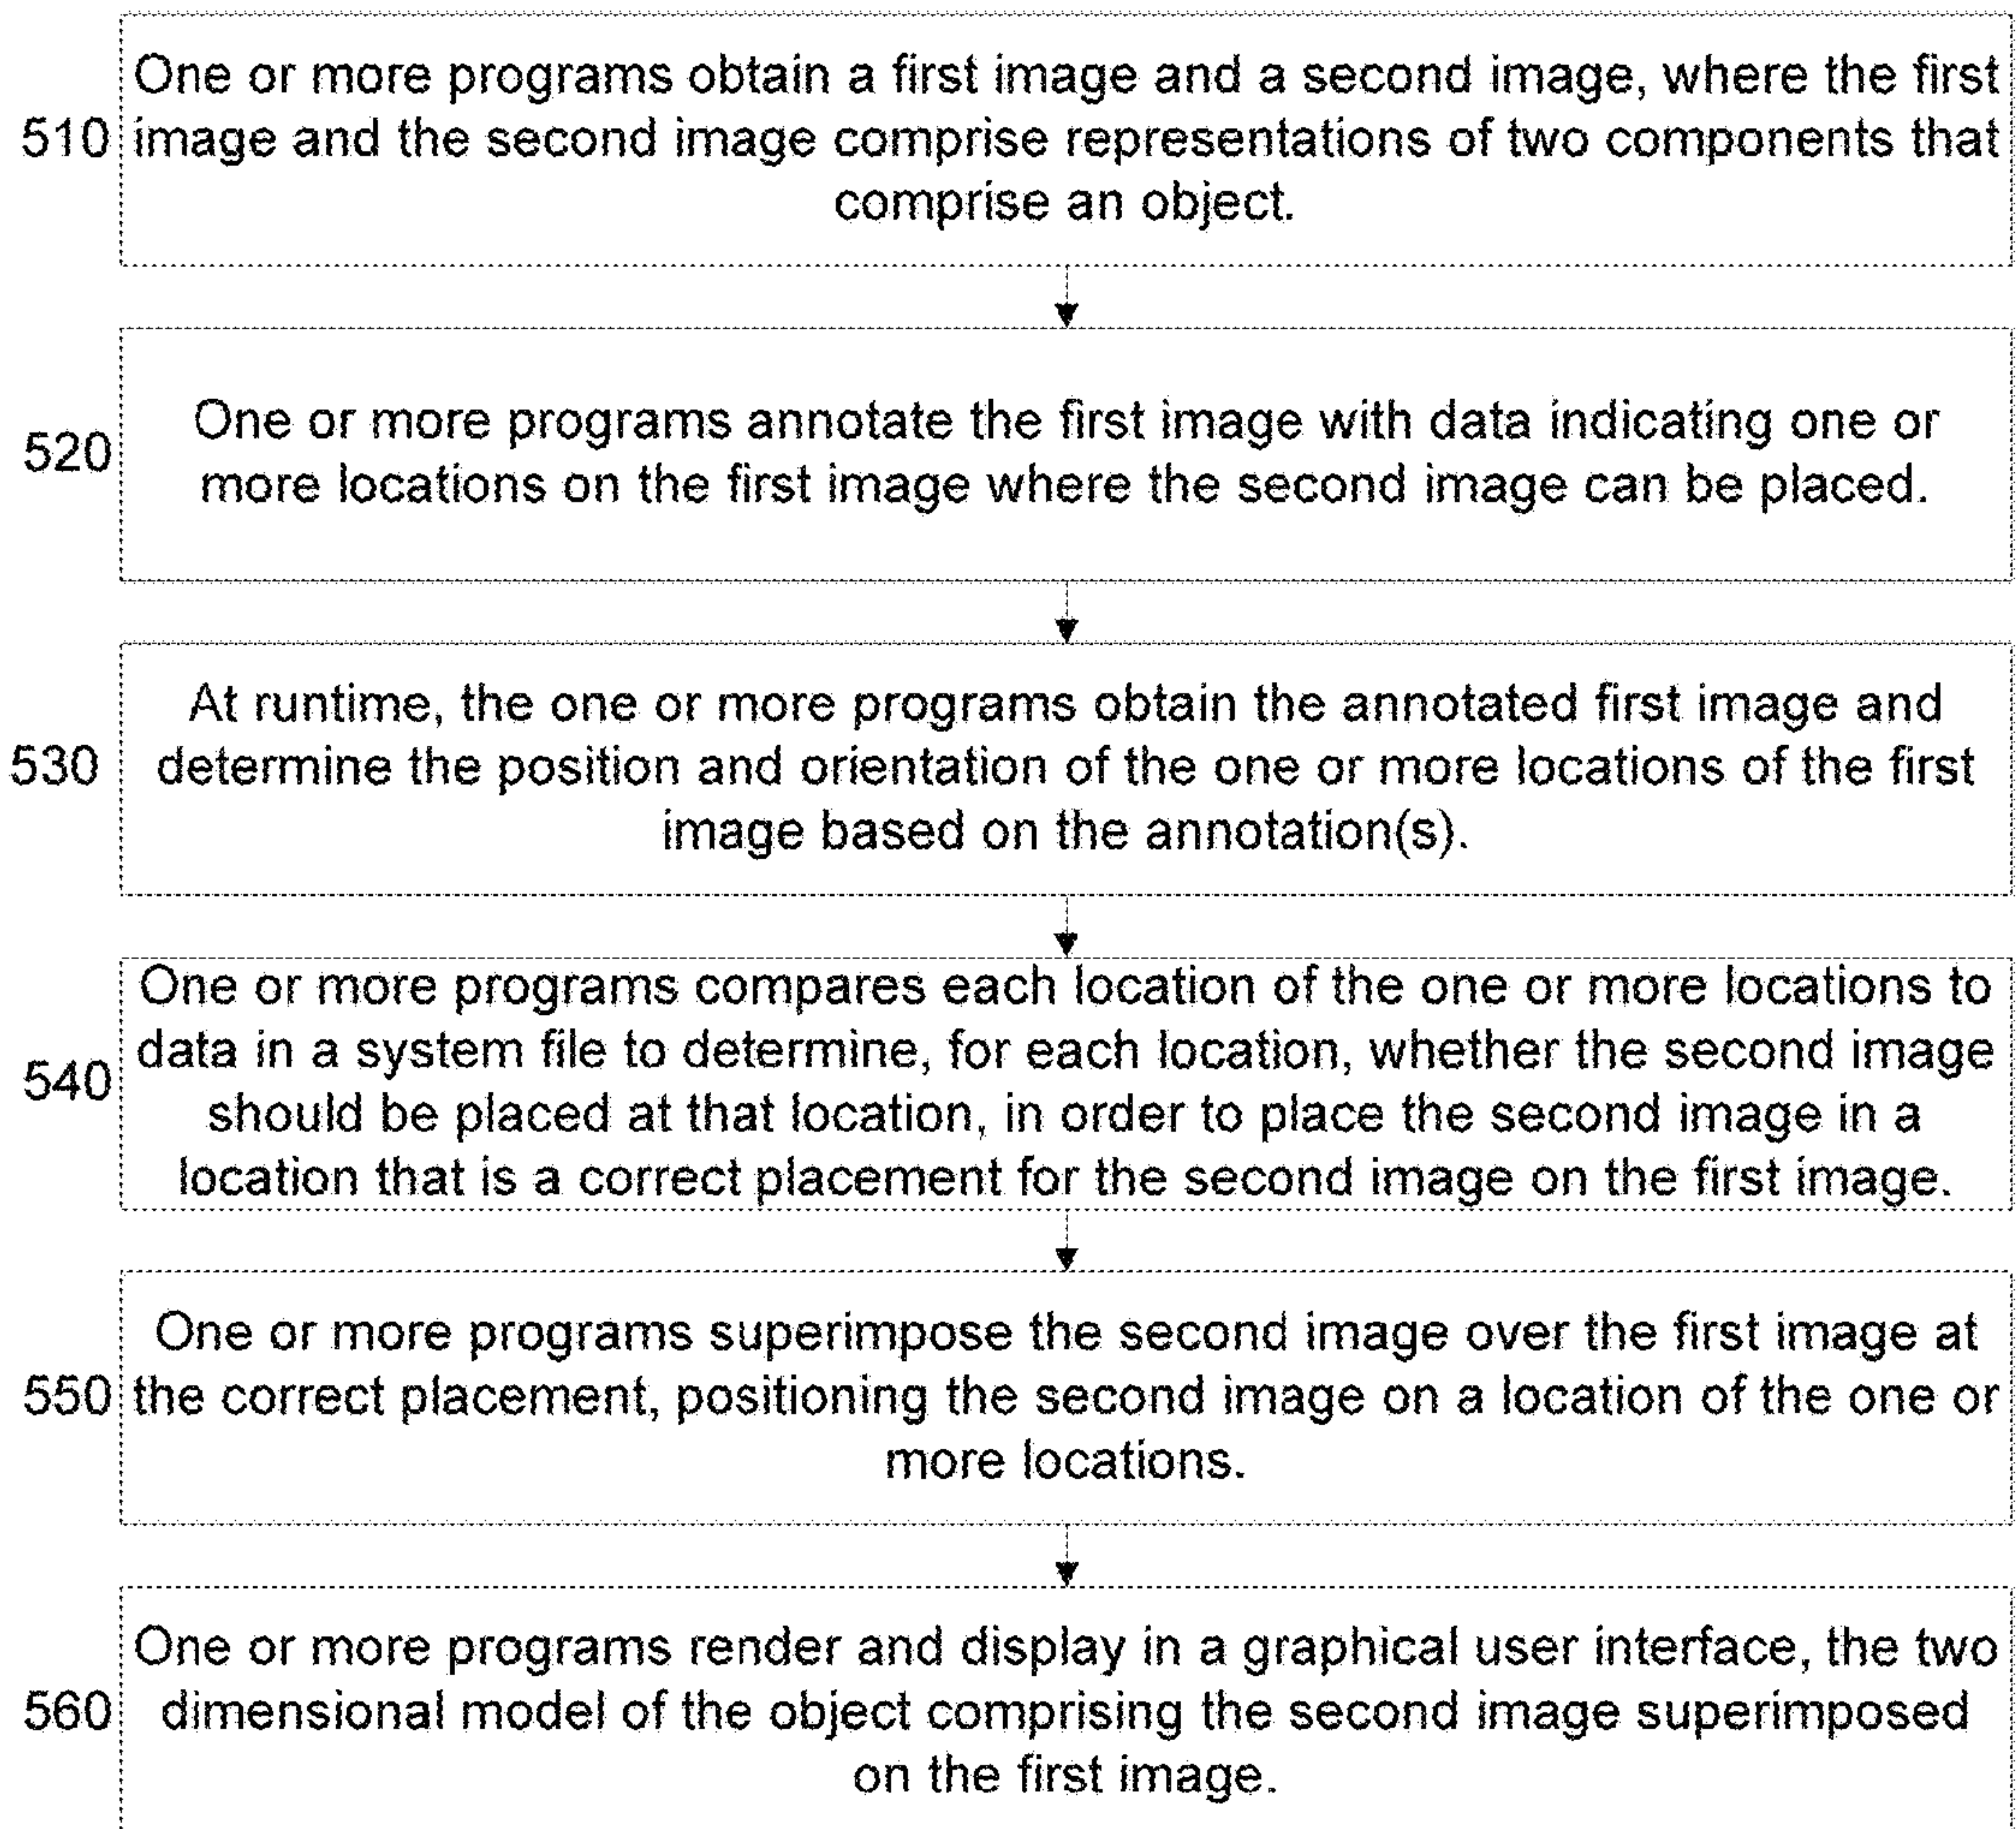 One or more programs obtain a first image and a second image, where the first
510 image and the second image comprise representations of two components that
comprise an object.
One or more programs annotate the first image with data indicating one or
520
more locations on the first image where the second image can be placed.
At runtime, the one or more programs obtain the annotated first image and
530 determine the position and orientation of the one or more locations of the first
image based on the annotation(s).
One or more programs compares each location of the one or more locations to
data in a system file to determine, for each location, whether the second image
540
should be placed at that location, in order to place the second image in a
location that is a correct placement for the second image on the first image.
One or more programs superimpose the second image over the first image at
550 the correct placement, positioning the second image on a location of the one or
more locations.
One or more programs render and display in a graphical user interface, the two
560 dimensional model of the object comprising the second image superimposed
on the first image.